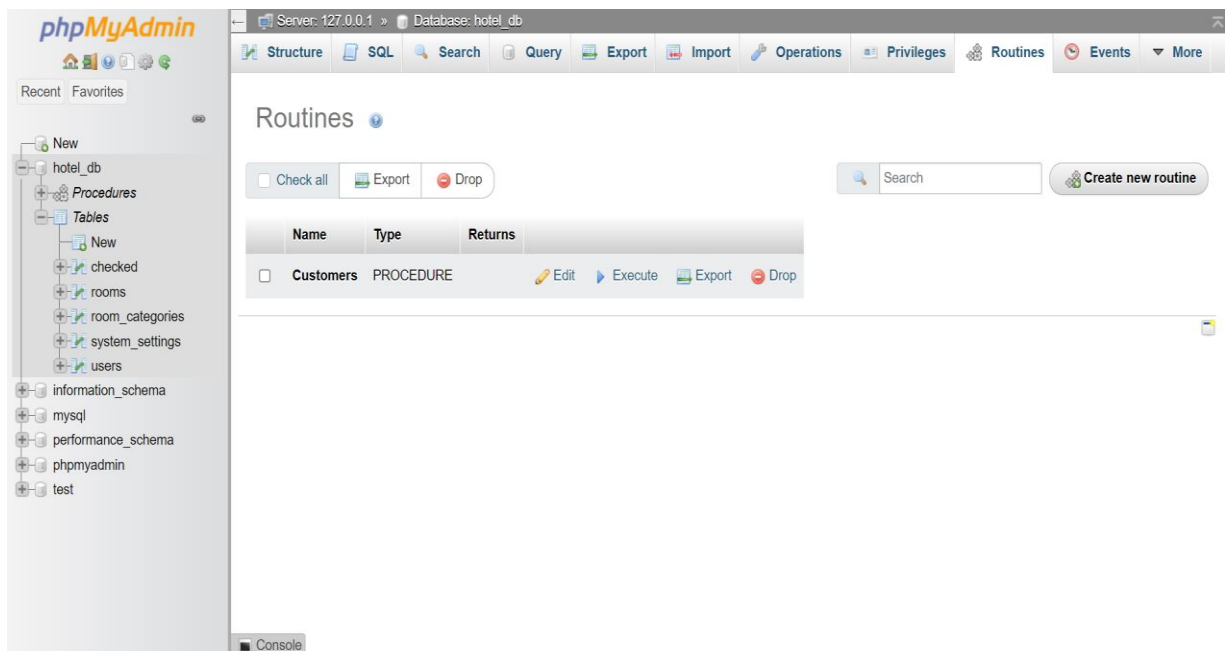 phpMyAdmin
Recent Favorites
New
hotel_db
Procedures
Tables
New
checked
rooms
room_categories
system_settings
users
information_schema
mysql
performance_schema
phpmyadmin
test
Server: 127.0.0.1 » Database: hotel_db
Structure SQL Search Query Export Import Operations Privileges Routines Events More
Routines
Check all Export Drop Search Create new routine
Name Type Returns
Customers PROCEDURE Edit Execute Export Drop
Console